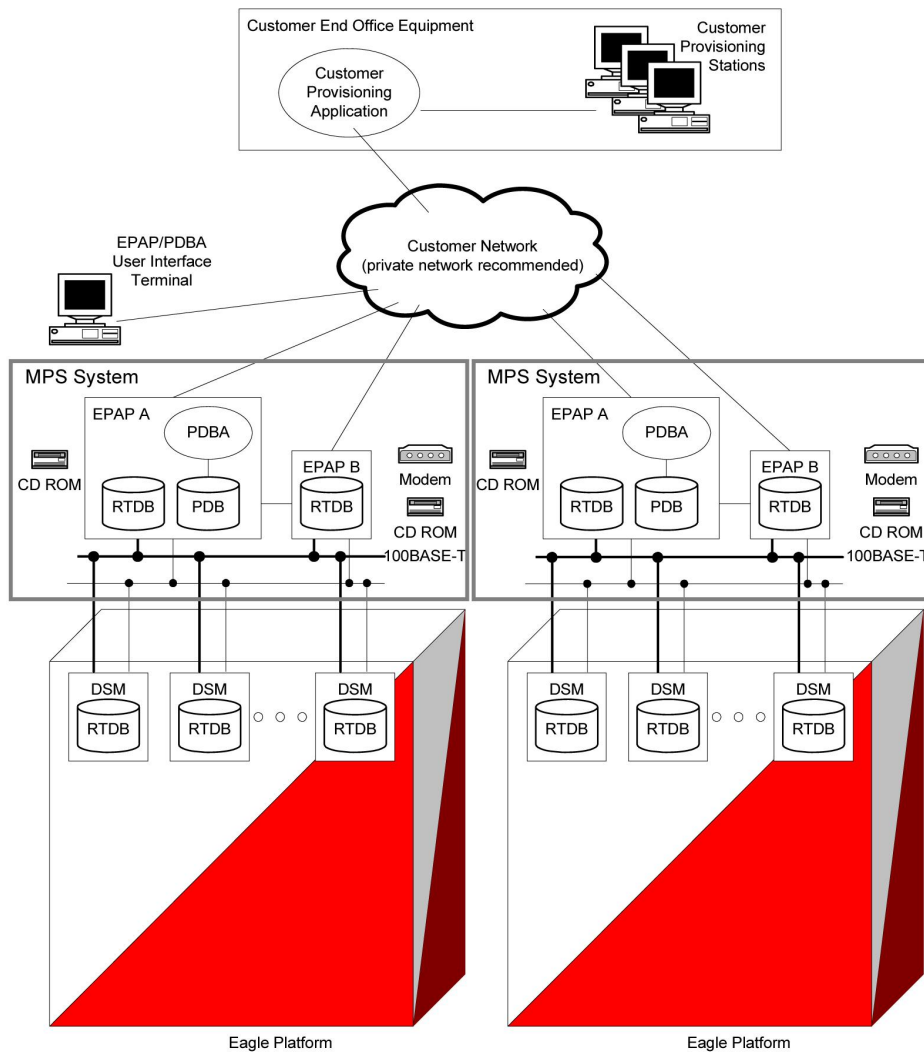 Customer End Office Equipment
Customer
Provisioning
Stations
Customer
Provisioning
Application
Customer Network
(private network recommended)
EPAP/PDBA
User Interface
Terminal
MPS System
EPAP A
PDBA
CD ROM
RTDB
PDB
EPAP B
RTDB
Modem
CD ROM
100BASE-T
MPS System
EPAP A
PDBA
CD ROM
RTDB
PDB
EPAP B
RTDB
Modem
CD ROM
100BASE-T
DSM
RTDB
DSM
RTDB
DSM
RTDB
DSM
RTDB
DSM
RTDB
DSM
RTDB
Eagle Platform
Eagle Platform